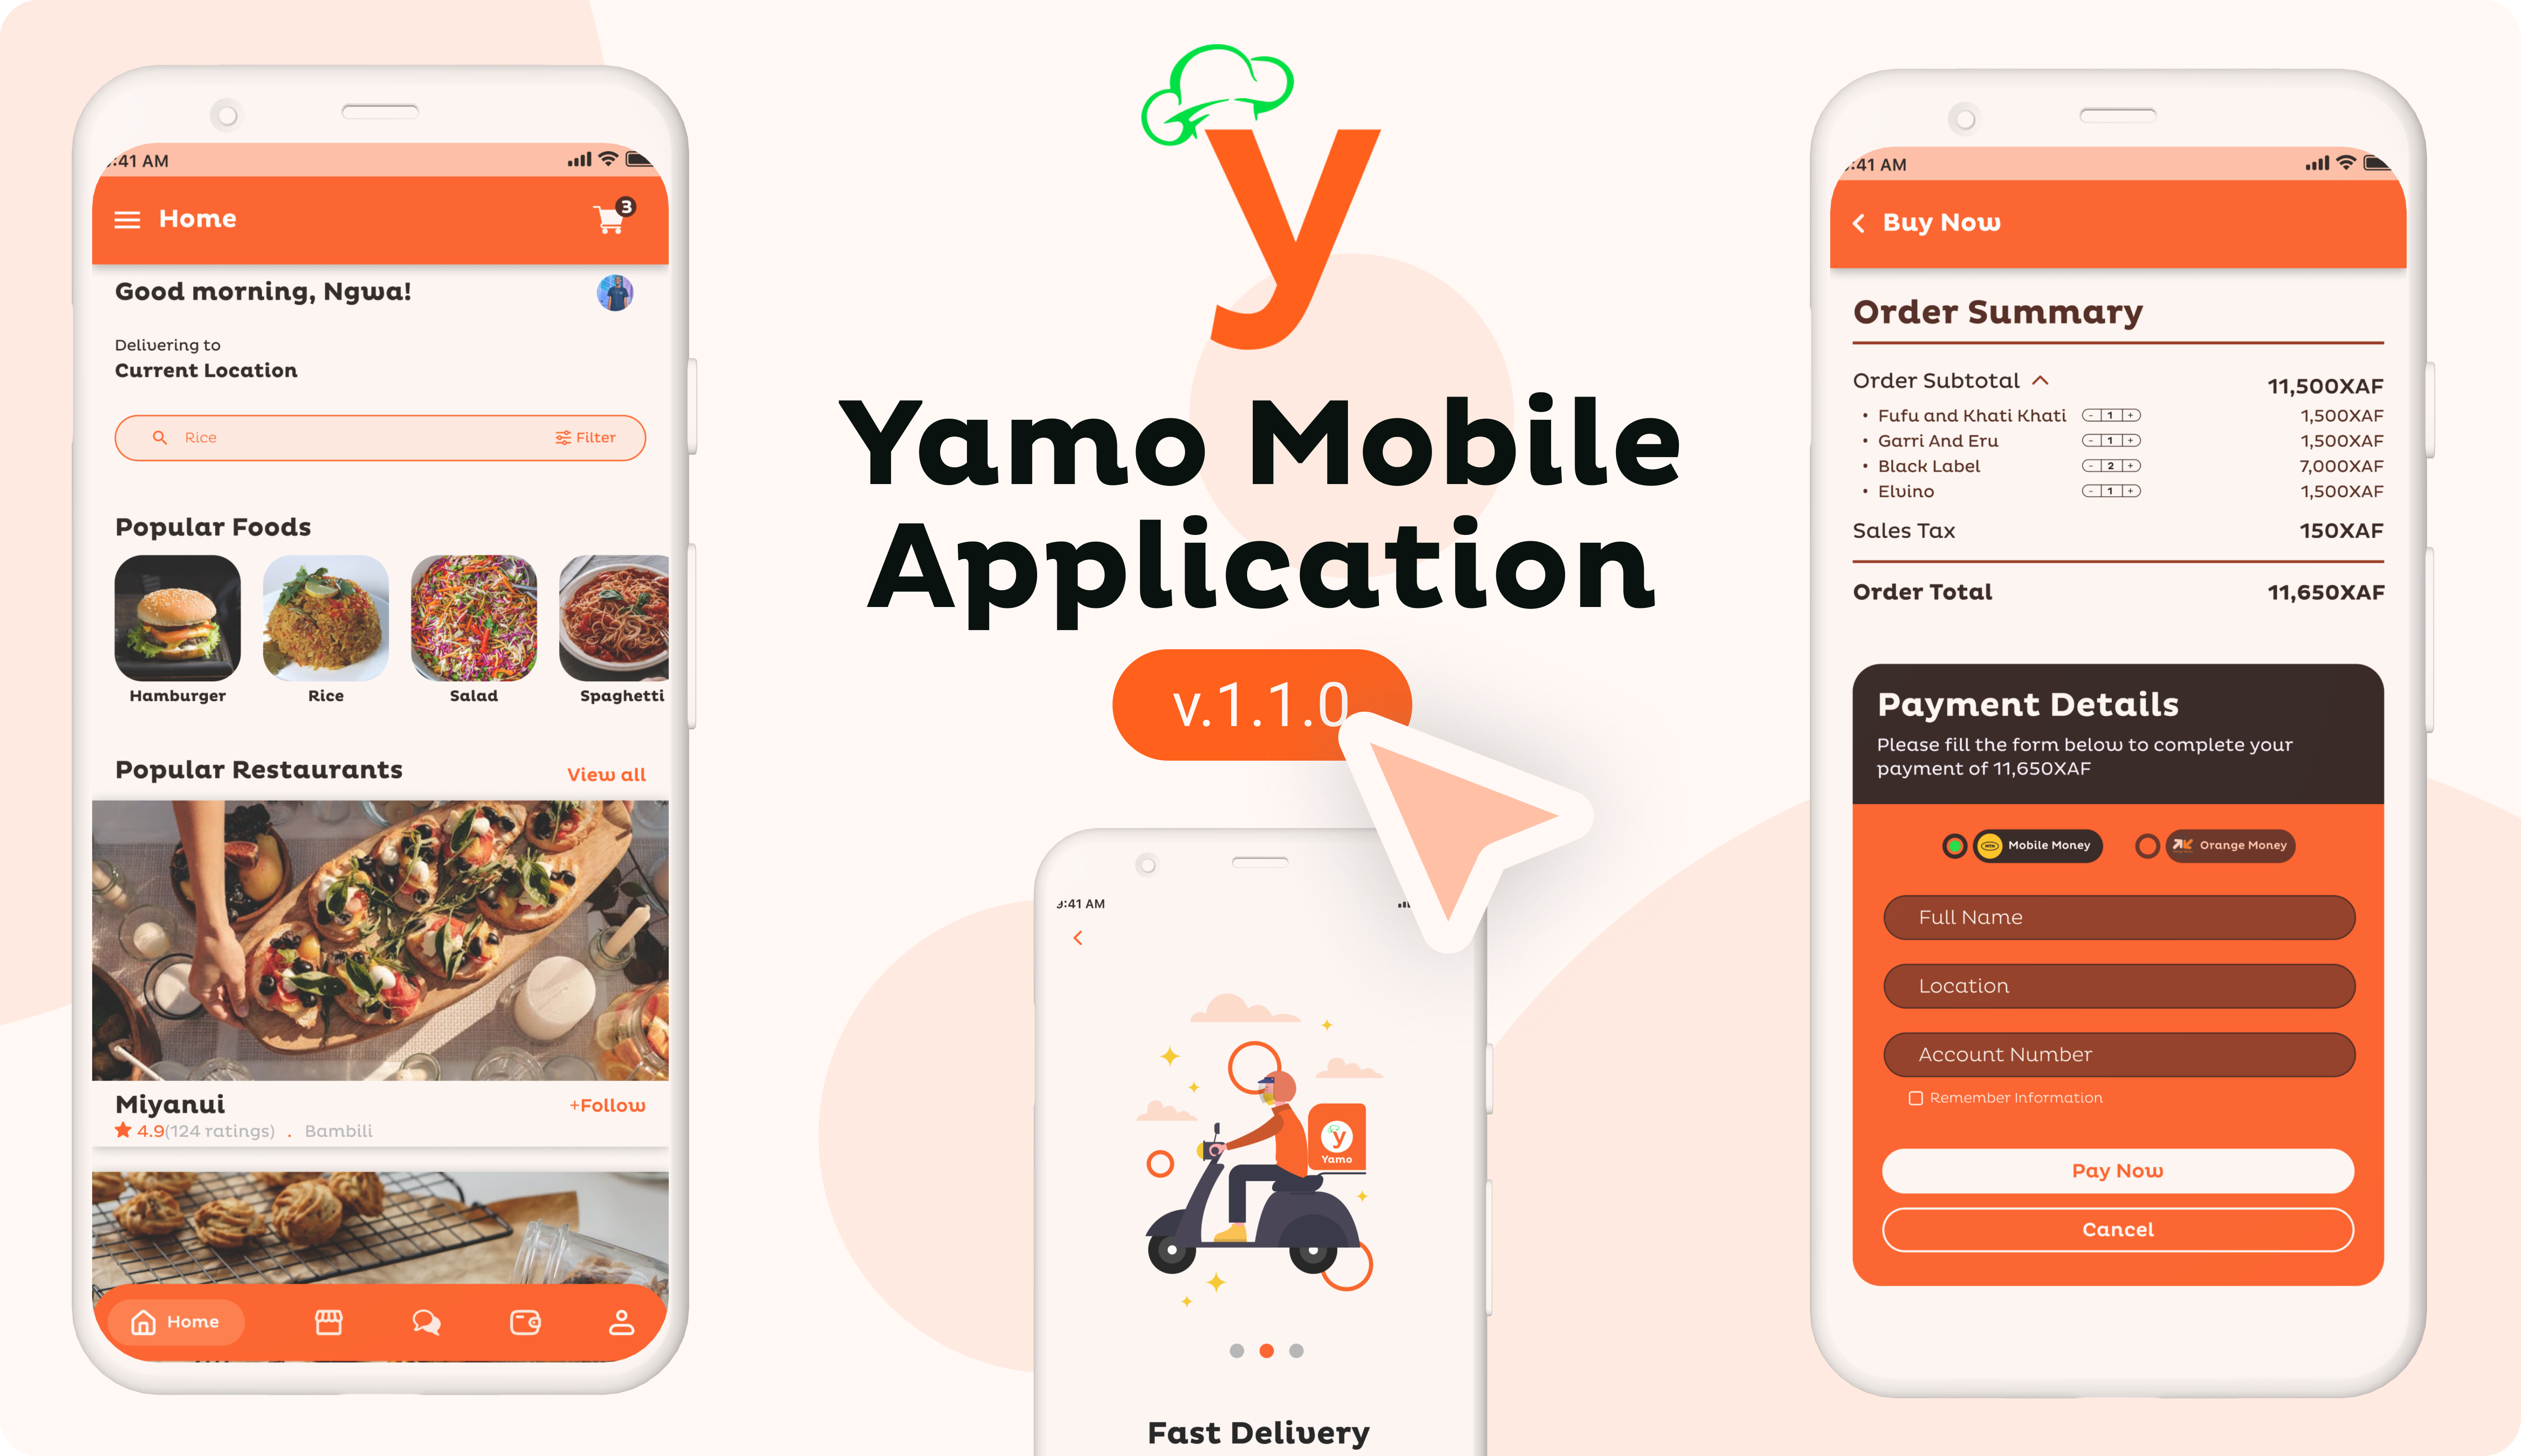 :41 AM
Home
3
Good morning, Ngwa!
Delivering to
Current Location
Rice
Filter
Popular Foods
Hamburger
Rice
Salad
Spaghetti
Popular Restaurants
View all
Miyanui
+Follow
4.9(124 ratings) . Bambili
Home
y
Yamo Mobile
Application
v.1.1.0
9:41 AM
y
Yamo
Fast Delivery
:41 AM
Buy Now
Order Summary
Order Subtotal 11,500XAF
• Fufu and Khati Khati - 1 + 1,500XAF
• Garri And Eru - 1 + 1,500XAF
• Black Label - 2 + 7,000XAF
• Elvino - 1 + 1,500XAF
Sales Tax 150XAF
Order Total 11,650XAF
Payment Details
Please fill the form below to complete your
payment of 11,650XAF
MTN Mobile Money
Orange Money
Full Name
Location
Account Number
Remember Information
Pay Now
Cancel